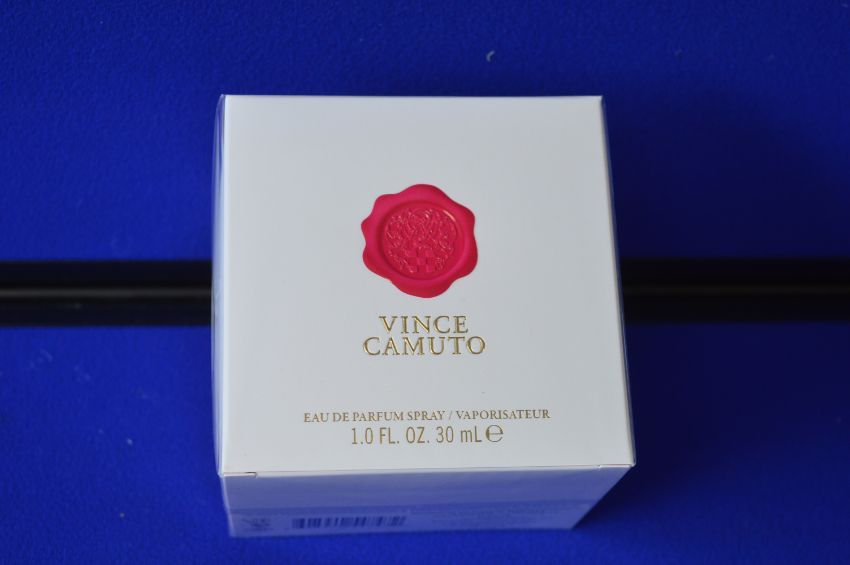 VINCE
CAMUTO
EAU DE PARFUM SPRAY / VAPORISATEUR
1.0 FL. OZ. 30 mL ℮